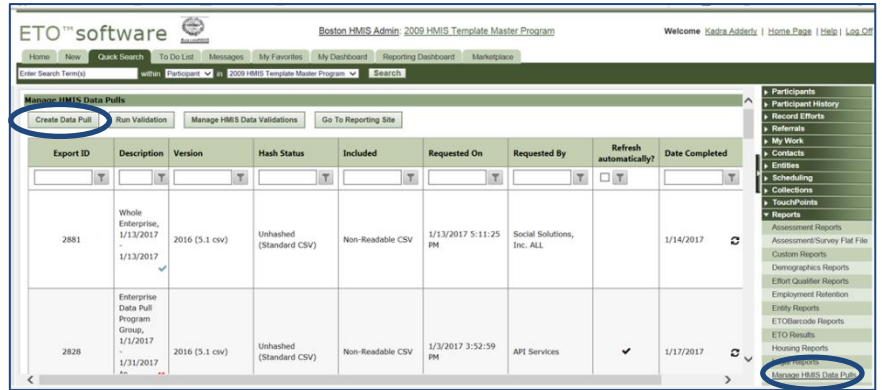 ETO™software
Boston HMIS Admin: 2009 HMIS Template Master Program
Welcome Kadra Adderly | Home Page | Help | Log Off
Home New Quick Search To Do List Messages My Favorites My Dashboard Reporting Dashboard Marketplace
Enter Search Term(s) within Participant in 2009 HMIS Template Master Program Search
Manage HMIS Data Pulls
Create Data Pull Run Validation Manage HMIS Data Validations Go To Reporting Site
Export ID Description Version Hash Status Included Requested On Requested By Refresh automatically? Date Completed
2881
Whole
Enterprise,
1/13/2017
-
1/13/2017
2016 (5.1 csv)
Unhashed
(Standard CSV)
Non-Readable CSV
1/13/2017 5:11:25
PM
Social Solutions,
Inc. ALL
1/14/2017
2828
Enterprise
Data Pull
Program
Group,
1/1/2017
-
1/31/2017
2016 (5.1 csv)
Unhashed
(Standard CSV)
Non-Readable CSV
1/3/2017 3:52:59
PM
API Services
1/17/2017
Participants
Participant History
Record Efforts
Referrals
My Work
Contacts
Entities
Scheduling
Collections
TouchPoints
Reports
Assessment Reports
Assessment/Survey Flat File
Custom Reports
Demographics Reports
Effort Qualifier Reports
Employment Retention
Entity Reports
ETOBarcode Reports
ETO Results
Housing Reports
Reports
Manage HMIS Data Pulls